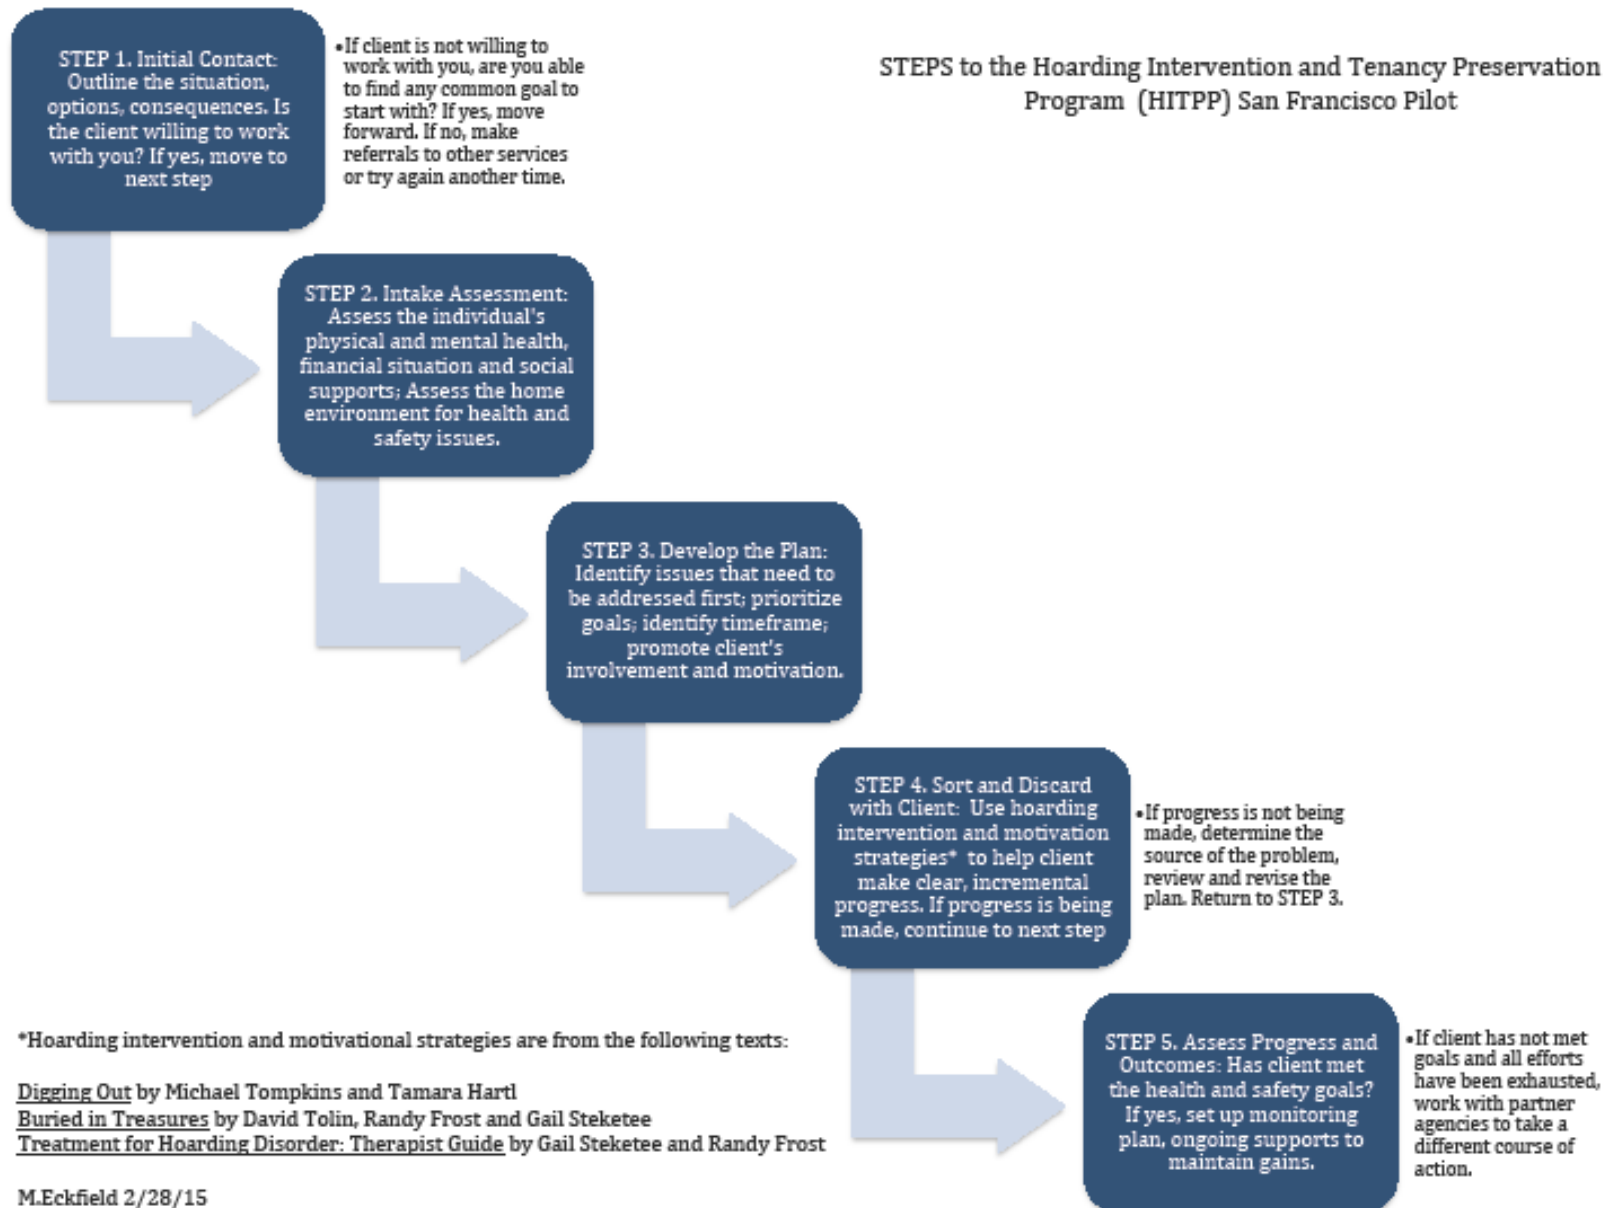 STEPS to the Hoarding Intervention and Tenancy Preservation
Program  (HITPP) San Francisco Pilot
STEP 1. Initial Contact:
Outline the situation,
options, consequences. Is
the client willing to work
with you? If yes, move to
next step
•If client is not willing to
work with you, are you able
to find any common goal to
start with? If yes, move
forward. If no, make
referrals to other services
or try again another time.
STEP 2. Intake Assessment:
Assess the individual's
physical and mental health,
financial situation and social
supports; Assess the home
environment for health and
safety issues.
STEP 3. Develop the Plan:
Identify issues that need to
be addressed first; prioritize
goals; identify timeframe;
promote client's
involvement and motivation.
STEP 4. Sort and Discard
with Client:  Use hoarding
intervention and motivation
strategies*  to help client
make clear, incremental
progress. If progress is being
made, continue to next step
•If progress is not being
made, determine the
source of the problem,
review and revise the
plan. Return to STEP 3.
STEP 5. Assess Progress and
Outcomes: Has client met
the health and safety goals?
If yes, set up monitoring
plan, ongoing supports to
maintain gains.
•If client has not met
goals and all efforts
have been exhausted,
work with partner
agencies to take a
different course of
action.
*Hoarding intervention and motivational strategies are from the following texts:
Digging Out by Michael Tompkins and Tamara Hartl
Buried in Treasures by David Tolin, Randy Frost and Gail Steketee
Treatment for Hoarding Disorder: Therapist Guide by Gail Steketee and Randy Frost
M.Eckfield 2/28/15